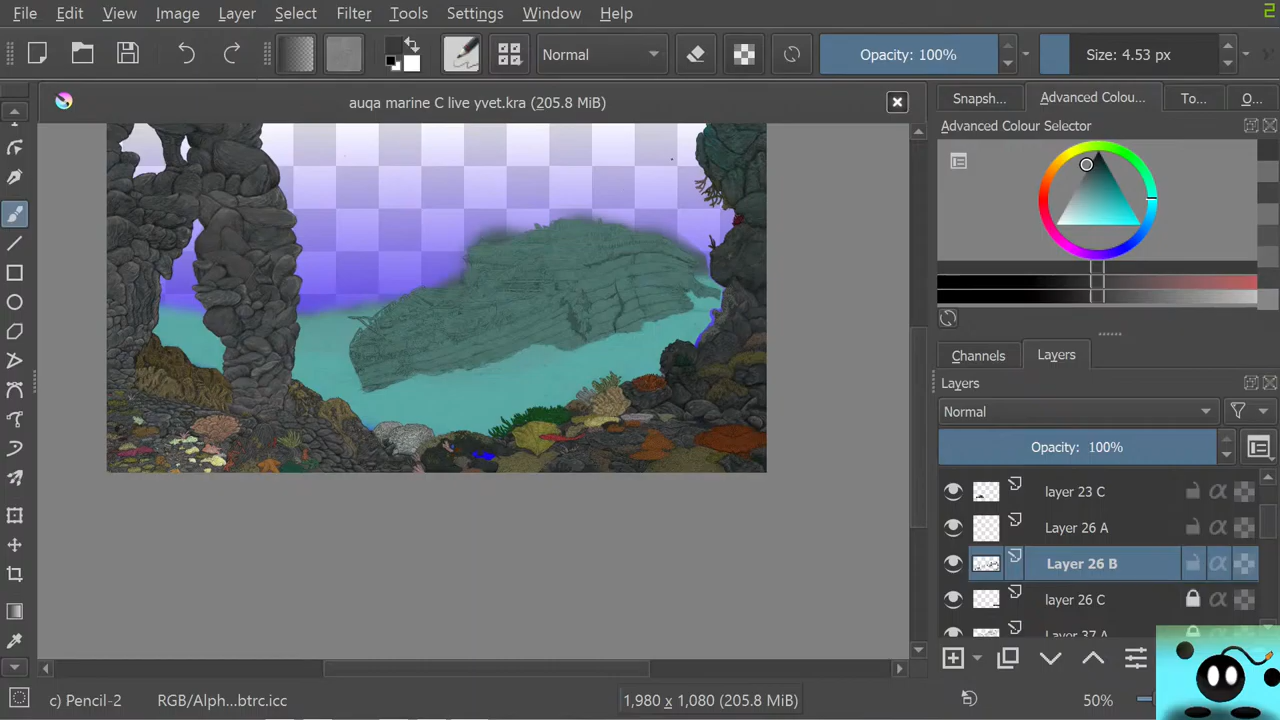 File Edit View Image Layer Select Filter Tools Settings Window Help
2
Normal
Opacity: 100%
Size: 4.53 px
auqa marine C live yvet.kra (205.8 MiB)
Snapsh...
Advanced Colou...
To...
O...
Advanced Colour Selector
Channels
Layers
Layers
Normal
Opacity: 100%
layer 23 C
Layer 26 A
Layer 26 B
layer 26 C
Layer 37 A
c) Pencil-2
RGB/Alph...btrc.icc
1,980 x 1,080 (205.8 MiB)
50%